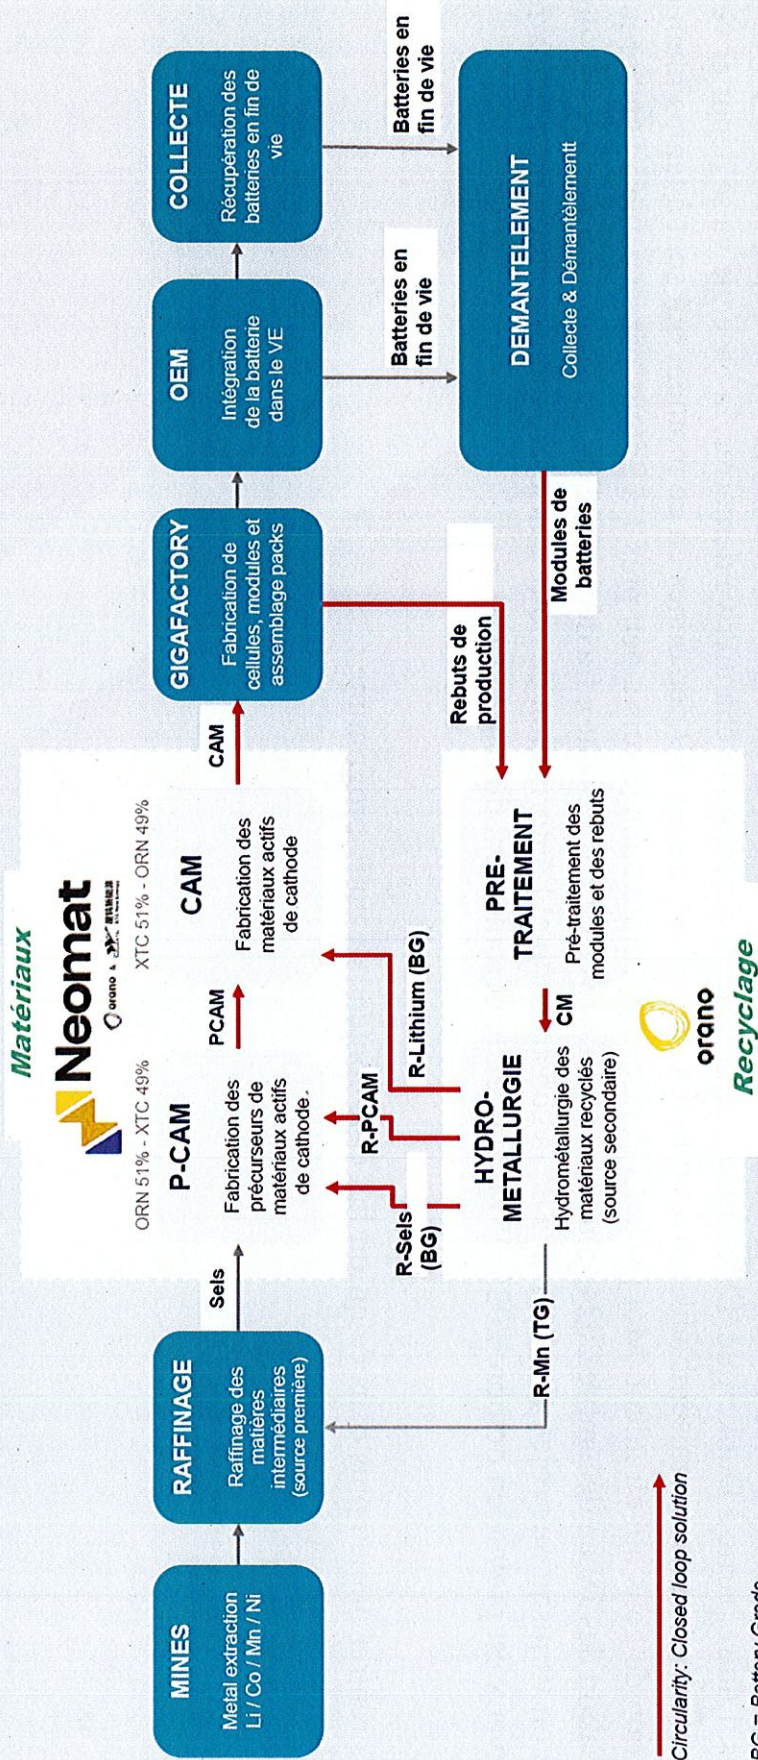 Matériaux
Neomat
orano &
ORN 51% - XTC 49%
XTC 51% - ORN 49%
MINES
Metal extraction
Li / Co / Mn / Ni
RAFFINAGE
Raffinage des
matières
intermédiaires
(source première)
Sels
P-CAM
Fabrication des
précurseurs de
matériaux actifs
de cathode.
PCAM
CAM
Fabrication des
matériaux actifs
de cathode
CAM
GIGAFACTORY
Fabrication de
cellules, modules et
assemblage packs
OEM
Intégration
de la batterie
dans le VE
COLLECTE
Récupération des
batteries en fin de
vie
R-Mn (TG)
R-Sels
(BG)
R-PCAM
R-Lithium (BG)
Rebuts de
production
Batteries en
fin de vie
Batteries en
fin de vie
HYDRO-
METALLURGIE
Hydrométallurgie des
matériaux recyclés
(source secondaire)
CM
PRE-
TRAITEMENT
Pré-traitement des
modules et des rebuts
Modules de
batteries
DEMANTELEMENT
Collecte & Démantèlementt
orano
Recyclage
Circularity: Closed loop solution
BG = Battery Grade